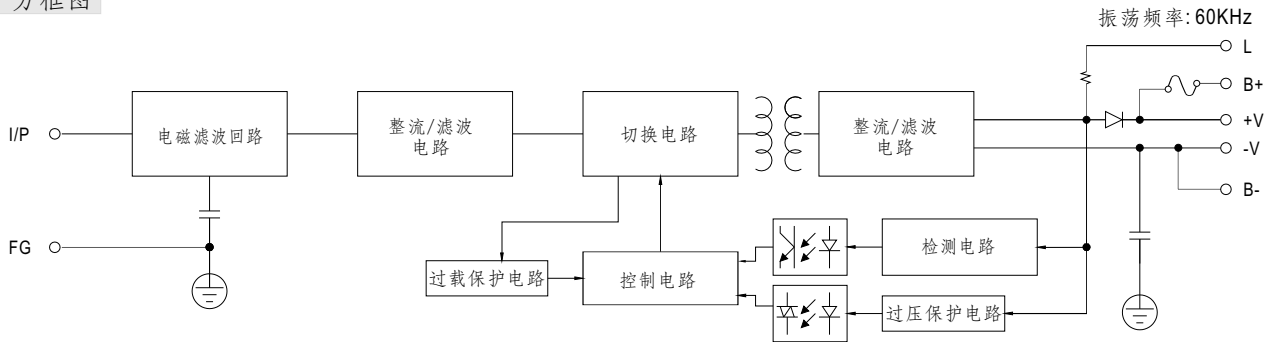 方框图
振荡频率: 60KHz
L
B+
I/P
电磁滤波回路
整流/滤波
电路
切换电路
整流/滤波
电路
+V
-V
B-
FG
过载保护电路
控制电路
检测电路
过压保护电路